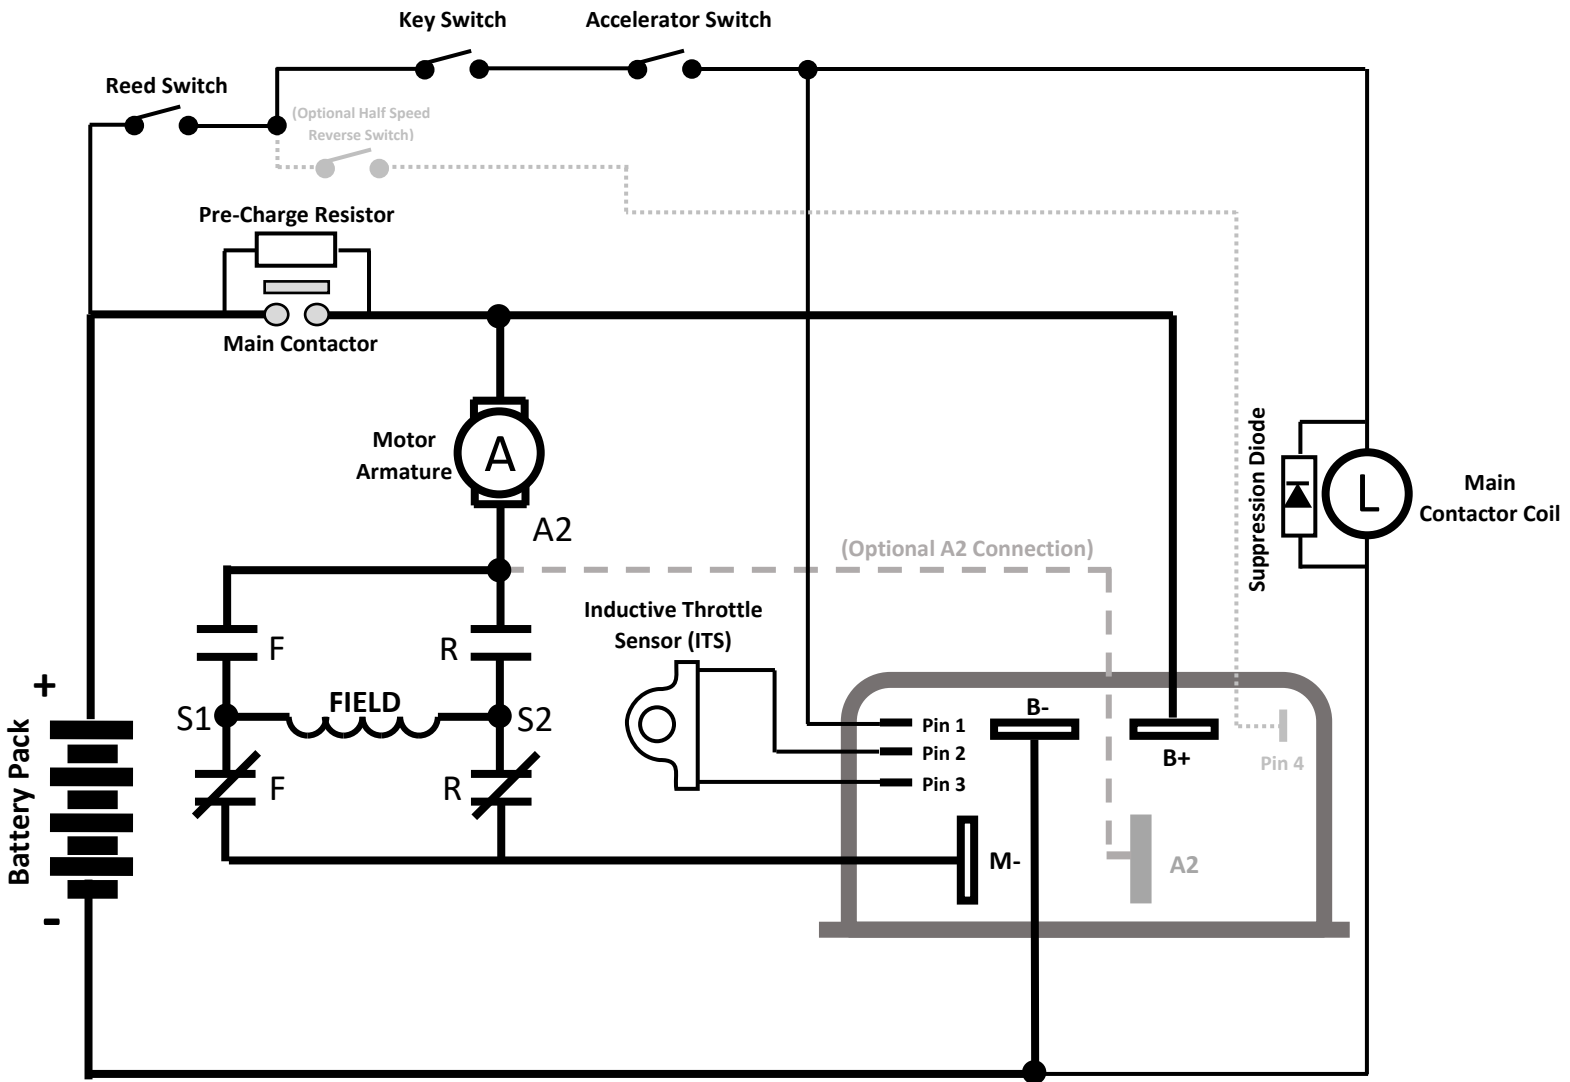 Key Switch
Accelerator Switch
Reed Switch
(Optional Half Speed
Reverse Switch)
Pre-Charge Resistor
Main Contactor
Motor
Armature
A
A2
(Optional A2 Connection)
Suppression Diode
L
Main
Contactor Coil
Inductive Throttle
Sensor (ITS)
F
R
S1
FIELD
S2
F
R
+
Battery Pack
-
Pin 1
Pin 2
Pin 3
B-
B+
Pin 4
M-
A2